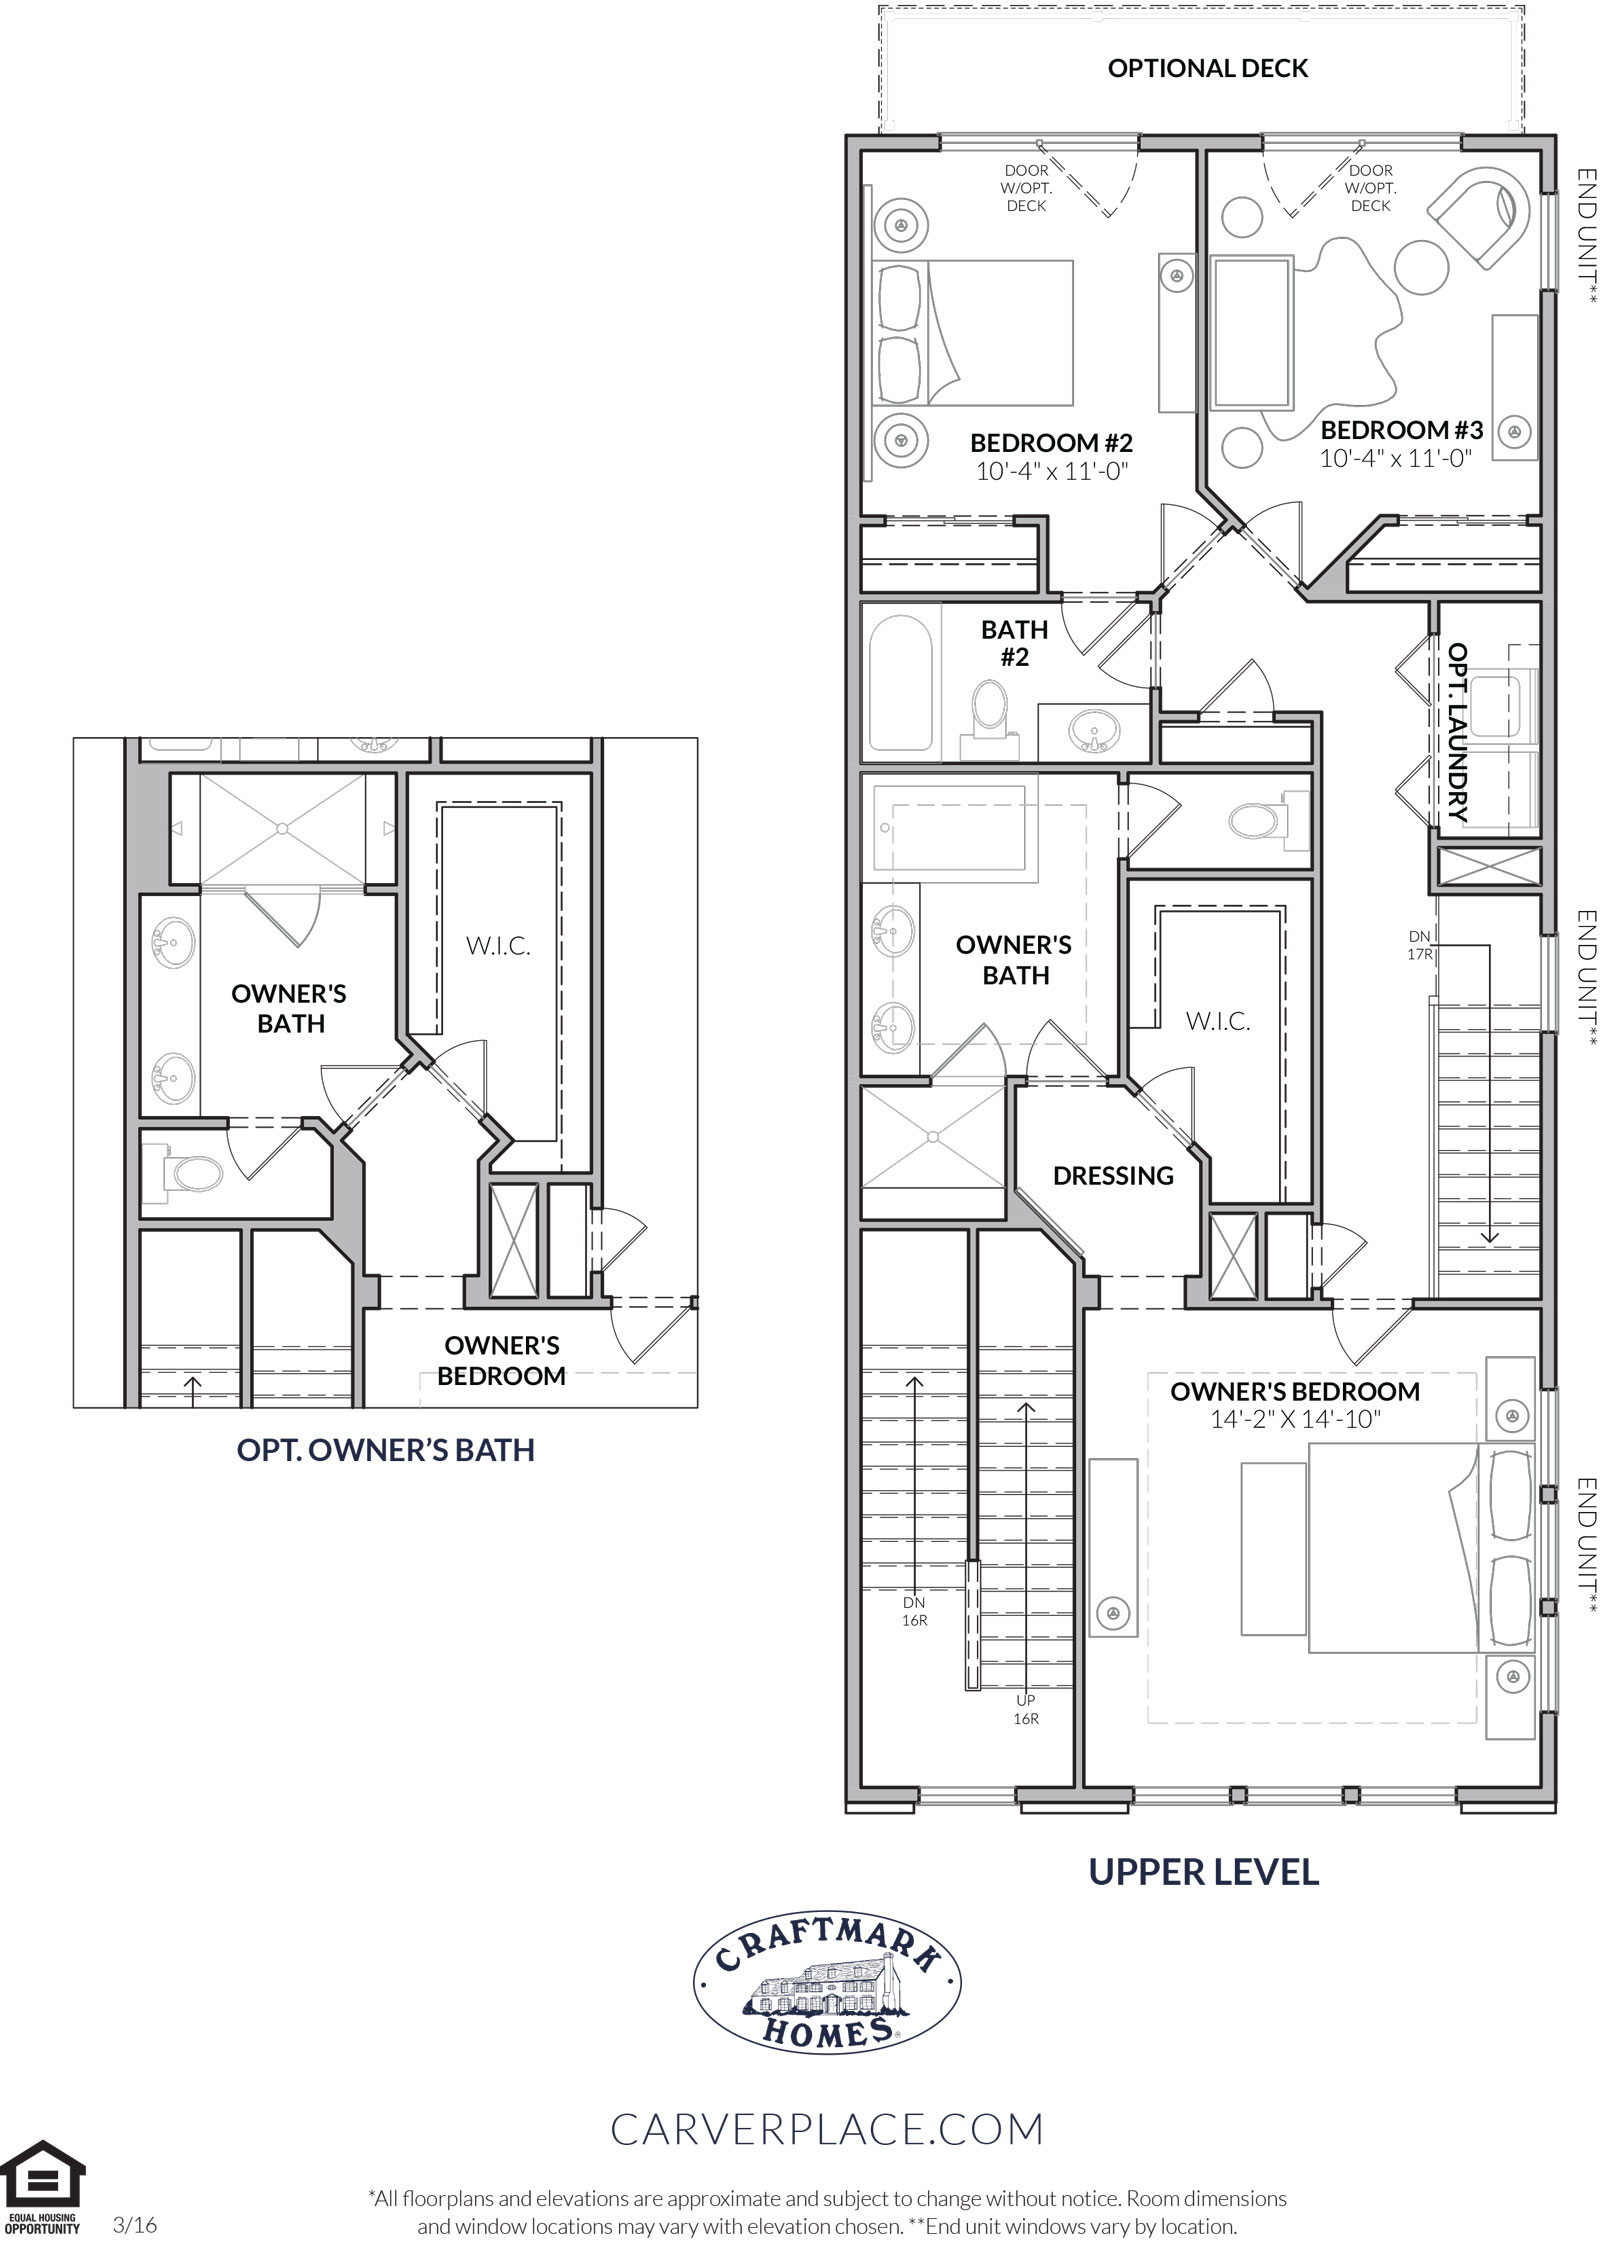 OPTIONAL DECK
DOOR
W/OPT.
DECK
DOOR
W/OPT.
DECK
END UNIT**
BEDROOM #2
10'-4" x 11'-0"
BEDROOM #3
10'-4" x 11'-0"
BATH
#2
OPT. LAUNDRY
OWNER'S
BATH
W.I.C.
DN
17R
END UNIT**
DRESSING
W.I.C.
OWNER'S
BATH
OWNER'S
BEDROOM
OPT. OWNER’S BATH
OWNER'S BEDROOM
14'-2" X 14'-10"
END UNIT**
DN
16R
UP
16R
UPPER LEVEL
CRAFTMARK
HOMES®
CARVERPLACE.COM
EQUAL HOUSING
OPPORTUNITY
3/16
*All floorplans and elevations are approximate and subject to change without notice. Room dimensions
and window locations may vary with elevation chosen. **End unit windows vary by location.